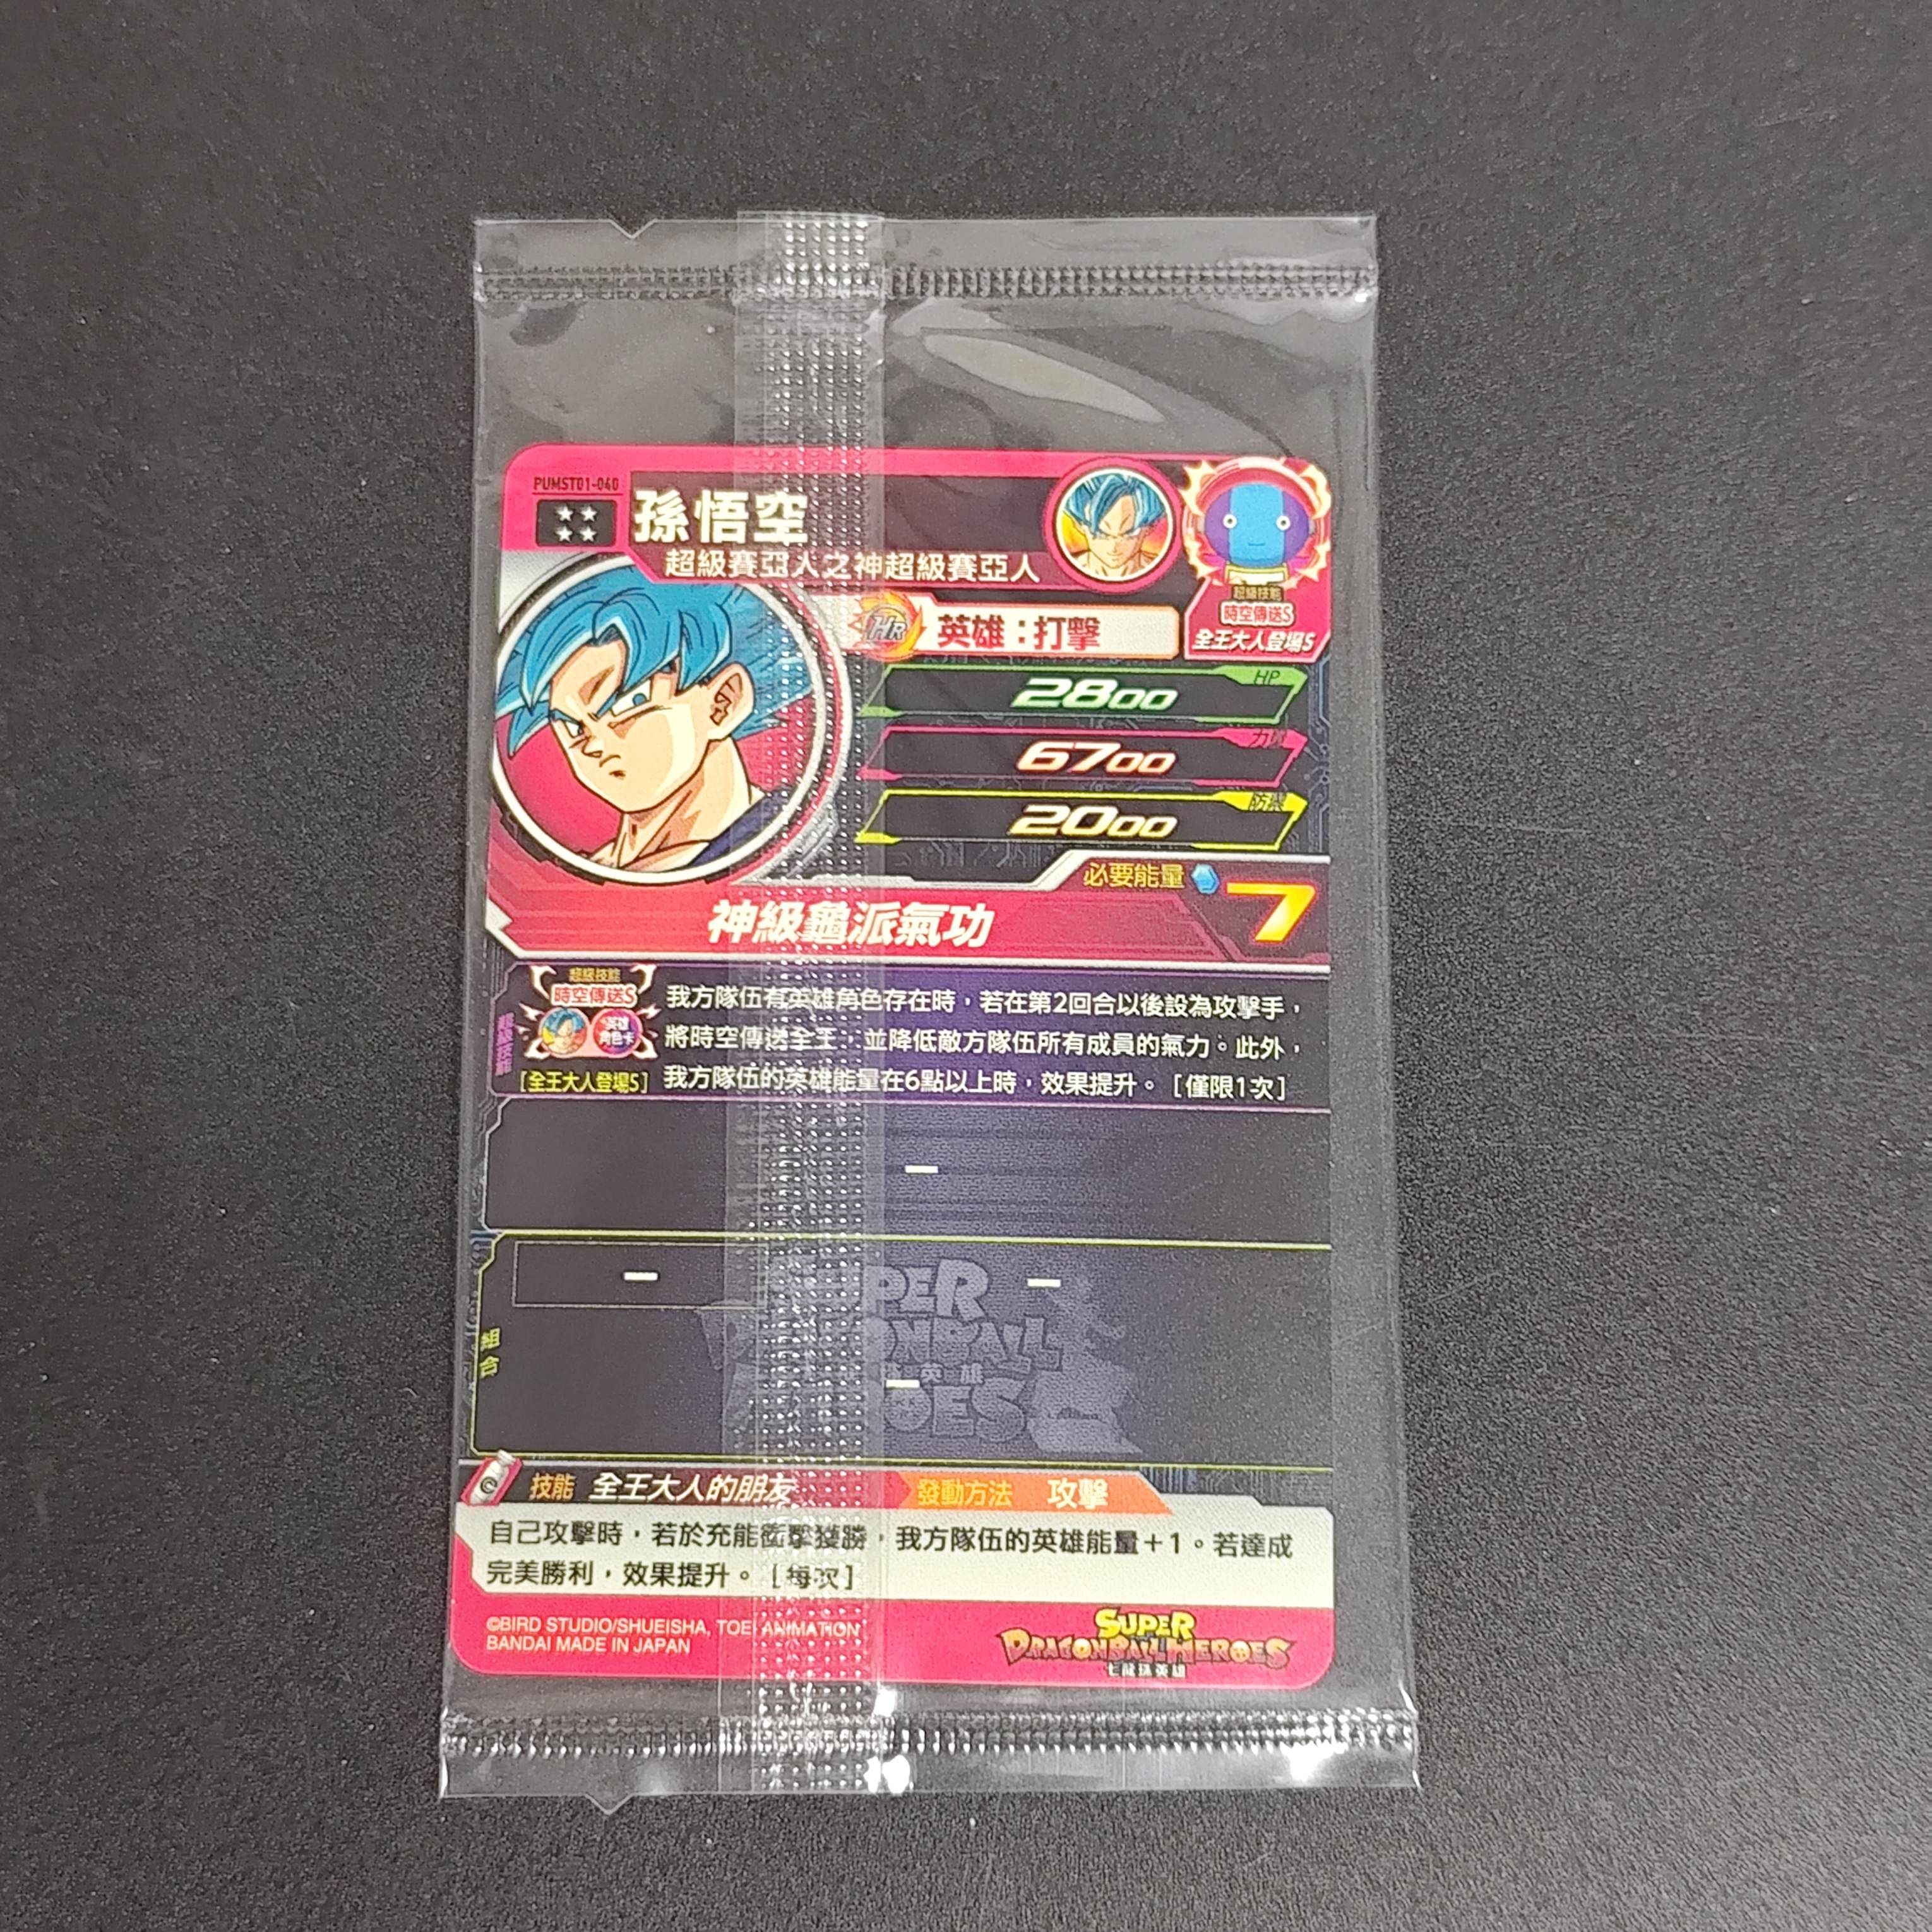 PUMST01-040
孫悟空
超級賽亞人之神超級賽亞人
HR 英雄：打擊
超級技能
時空傳送S
全王大人登場S
HP
2800
力量
6700
防禦
2000
必要能量 7
神級龜派氣功
超級技能
超級技能
時空傳送S
英雄
角色卡
[全王大人登場S]
我方隊伍有英雄角色存在時，若在第2回合以後設為攻擊手，
將時空傳送全王，並降低敵方隊伍所有成員的氣力。此外，
我方隊伍的英雄能量在6點以上時，效果提升。［僅限1次］
組合
技能 全王大人的朋友 發動方法 攻擊
自己攻擊時，若於充能衝擊獲勝，我方隊伍的英雄能量＋1。若達成
完美勝利，效果提升。［每次］
©BIRD STUDIO/SHUEISHA, TOEI ANIMATION
BANDAI MADE IN JAPAN
SUPER
DRAGONBALL HEROES
七龍珠英雄